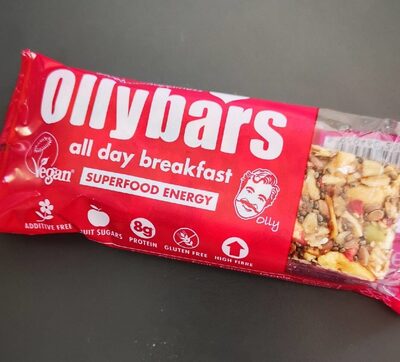 Ollybars
all day breakfast
Vegan
SUPERFOOD ENERGY
olly
ADDITIVE FREE
FRUIT SUGARS
8g
PROTEIN
GLUTEN FREE
HIGH FIBRE